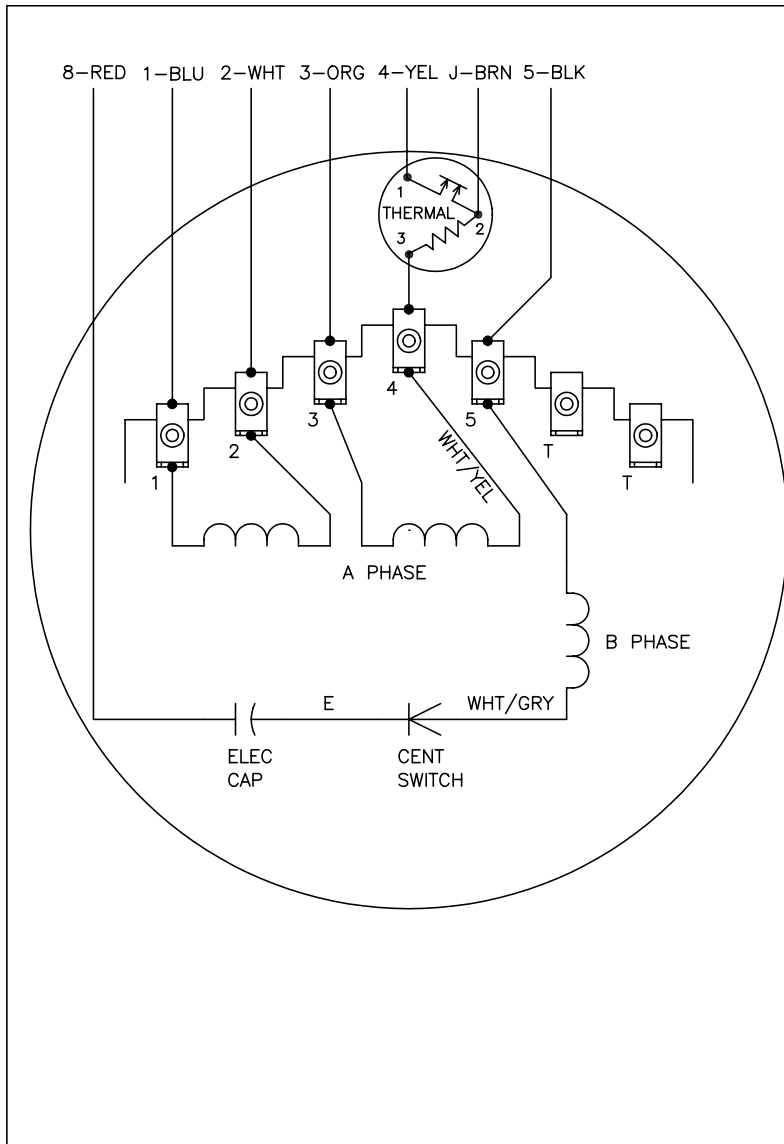 8-RED 1-BLU 2-WHT 3-ORG 4-YEL J-BRN 5-BLK
1
THERMAL
2
3
4
3
5
2
T
1
T
WHT/YEL
A PHASE
B PHASE
E
WHT/GRY
ELEC
CAP
CENT
SWITCH